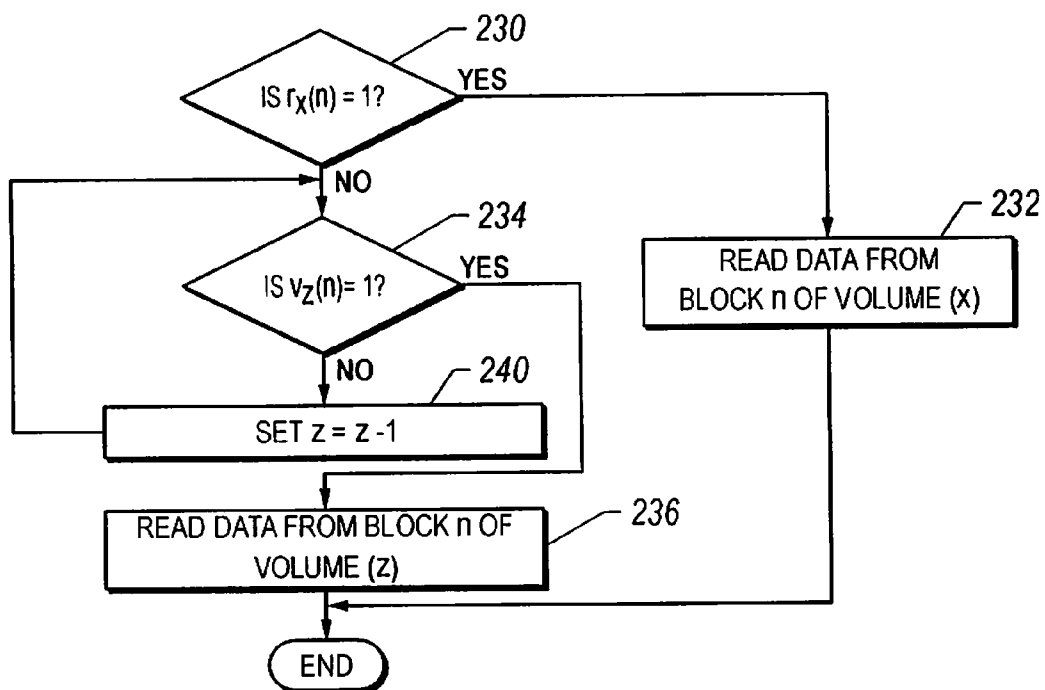 230
IS rX(n) = 1?
YES
NO
234
IS vZ(n)= 1?
YES
NO
232
READ DATA FROM
BLOCK n OF VOLUME (x)
240
SET z = z -1
READ DATA FROM BLOCK n OF
VOLUME (z)
236
END